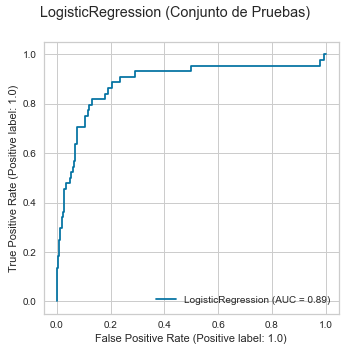 LogisticRegression (Conjunto de Pruebas)
1.0
0.8
0.6
0.4
0.2
0.0
True Positive Rate (Positive label: 1.0)
LogisticRegression (AUC = 0.89)
0.0 0.2 0.4 0.6 0.8 1.0
False Positive Rate (Positive label: 1.0)